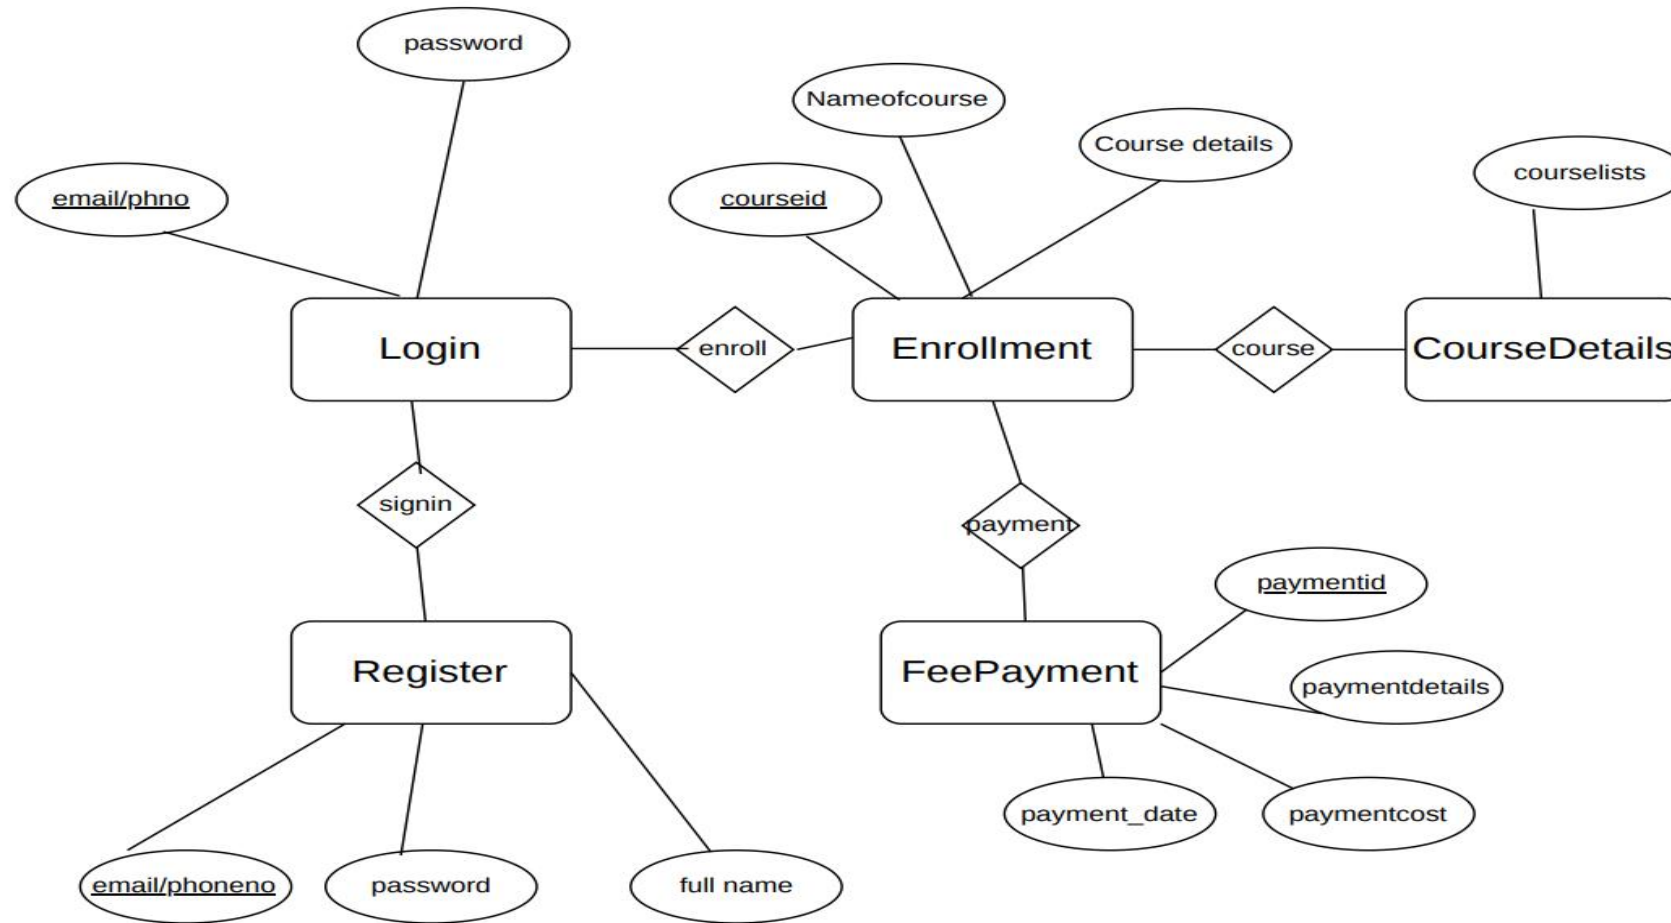 password
Nameofcourse
Course details
courselists
email/phno
courseid
Login
enroll
Enrollment
course
CourseDetails
signin
payment
paymentid
Register
FeePayment
paymentdetails
payment_date
paymentcost
email/phoneno
password
full name